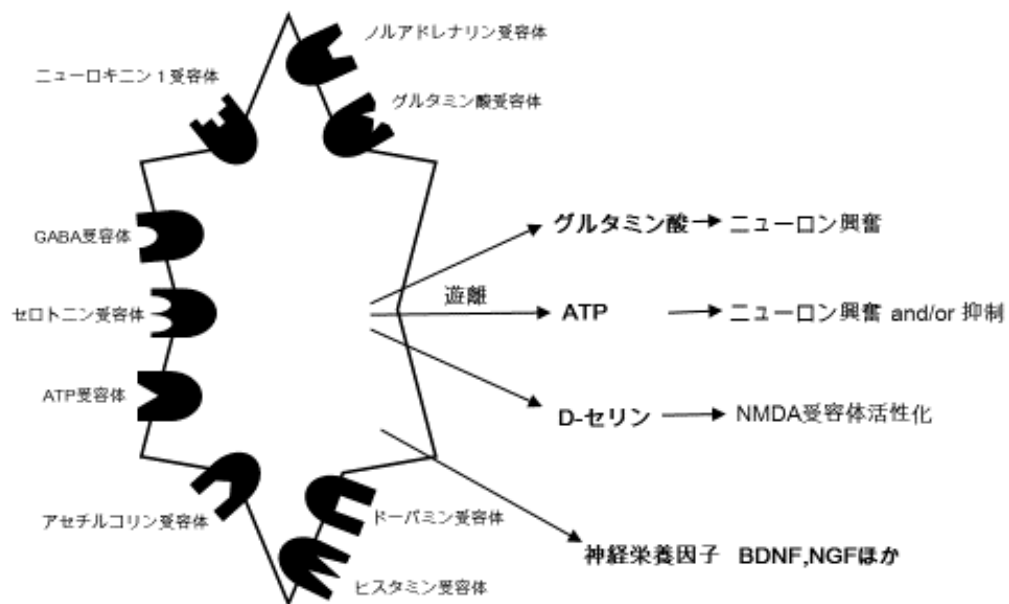 ノルアドレナリン受容体
ニューロキニン1受容体
グルタミン酸受容体
GABA受容体
グルタミン酸 ニューロン興奮
遊離
セロトニン受容体
ATP ニューロン興奮 and/or 抑制
ATP受容体
D-セリン NMDA受容体活性化
アセチルコリン受容体
ドーパミン受容体
神経栄養因子 BDNF,NGFほか
ヒスタミン受容体